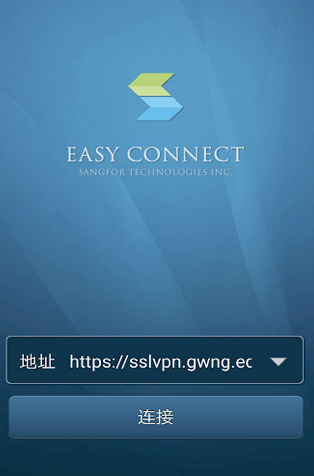 EASY CONNECT
SANGFOR TECHNOLOGIES INC.
地址 https://sslvpn.gwng.ec
连接